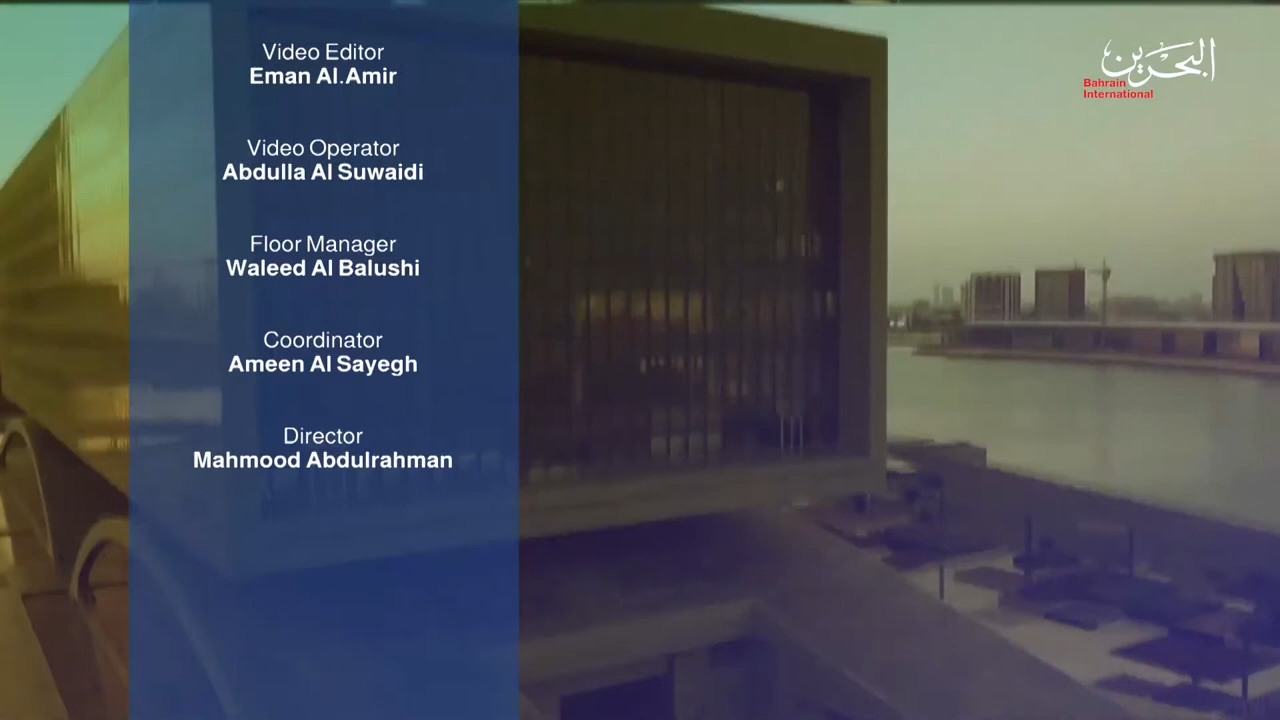 Video Editor
Eman Al.Amir
Video Operator
Abdulla Al Suwaidi
Floor Manager
Waleed Al Balushi
Coordinator
Ameen Al Sayegh
Director
Mahmood Abdulrahman
البحرين
Bahrain
International